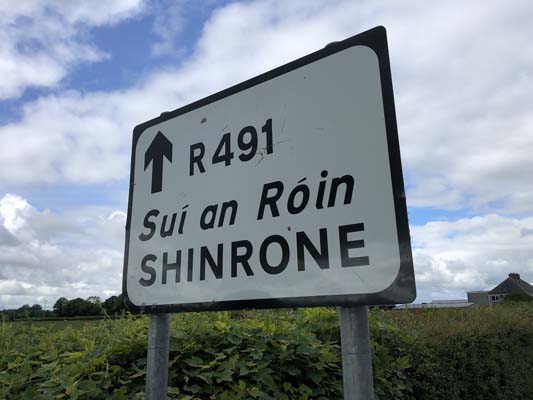 R491
Suí an Róin
SHINRONE